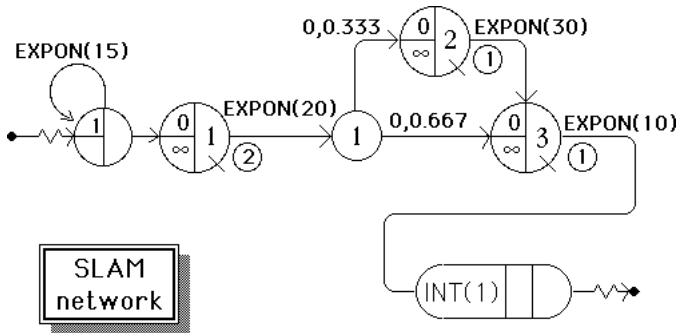 EXPON(15)
1
0
∞
1
EXPON(20)
2
1
0,0.333
0
∞
2
EXPON(30)
1
0,0.667
0
∞
3
EXPON(10)
1
INT(1)
SLAM
network